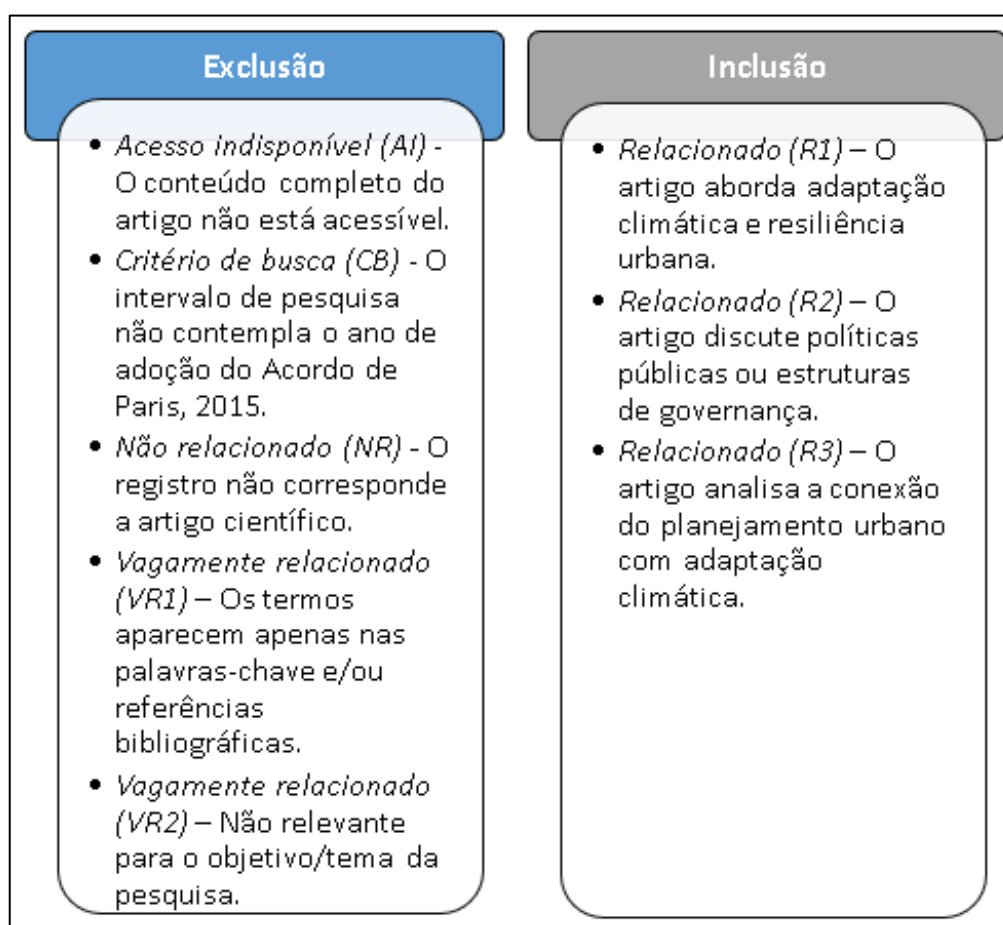 Exclusão
• Acesso indisponível (AI) -
O conteúdo completo do
artigo não está acessível.
• Critério de busca (CB) - O
intervalo de pesquisa
não contempla o ano de
adoção do Acordo de
Paris, 2015.
• Não relacionado (NR) - O
registro não corresponde
a artigo científico.
• Vagamente relacionado
(VR1) – Os termos
aparecem apenas nas
palavras-chave e/ou
referências
bibliográficas.
• Vagamente relacionado
(VR2) – Não relevante
para o objetivo/tema da
pesquisa.
Inclusão
• Relacionado (R1) – O
artigo aborda adaptação
climática e resiliência
urbana.
• Relacionado (R2) – O
artigo discute políticas
públicas ou estruturas
de governança.
• Relacionado (R3) – O
artigo analisa a conexão
do planejamento urbano
com adaptação
climática.